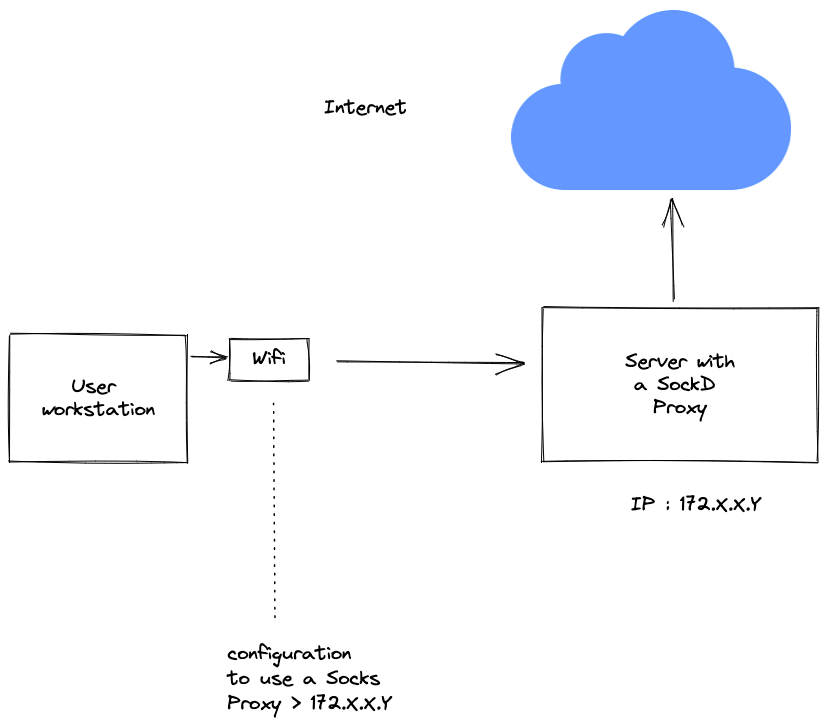 Internet
User
workstation
Wifi
Server with
a SockD
Proxy
IP : 172.X.X.Y
configuration
to use a Socks
Proxy > 172.X.X.Y